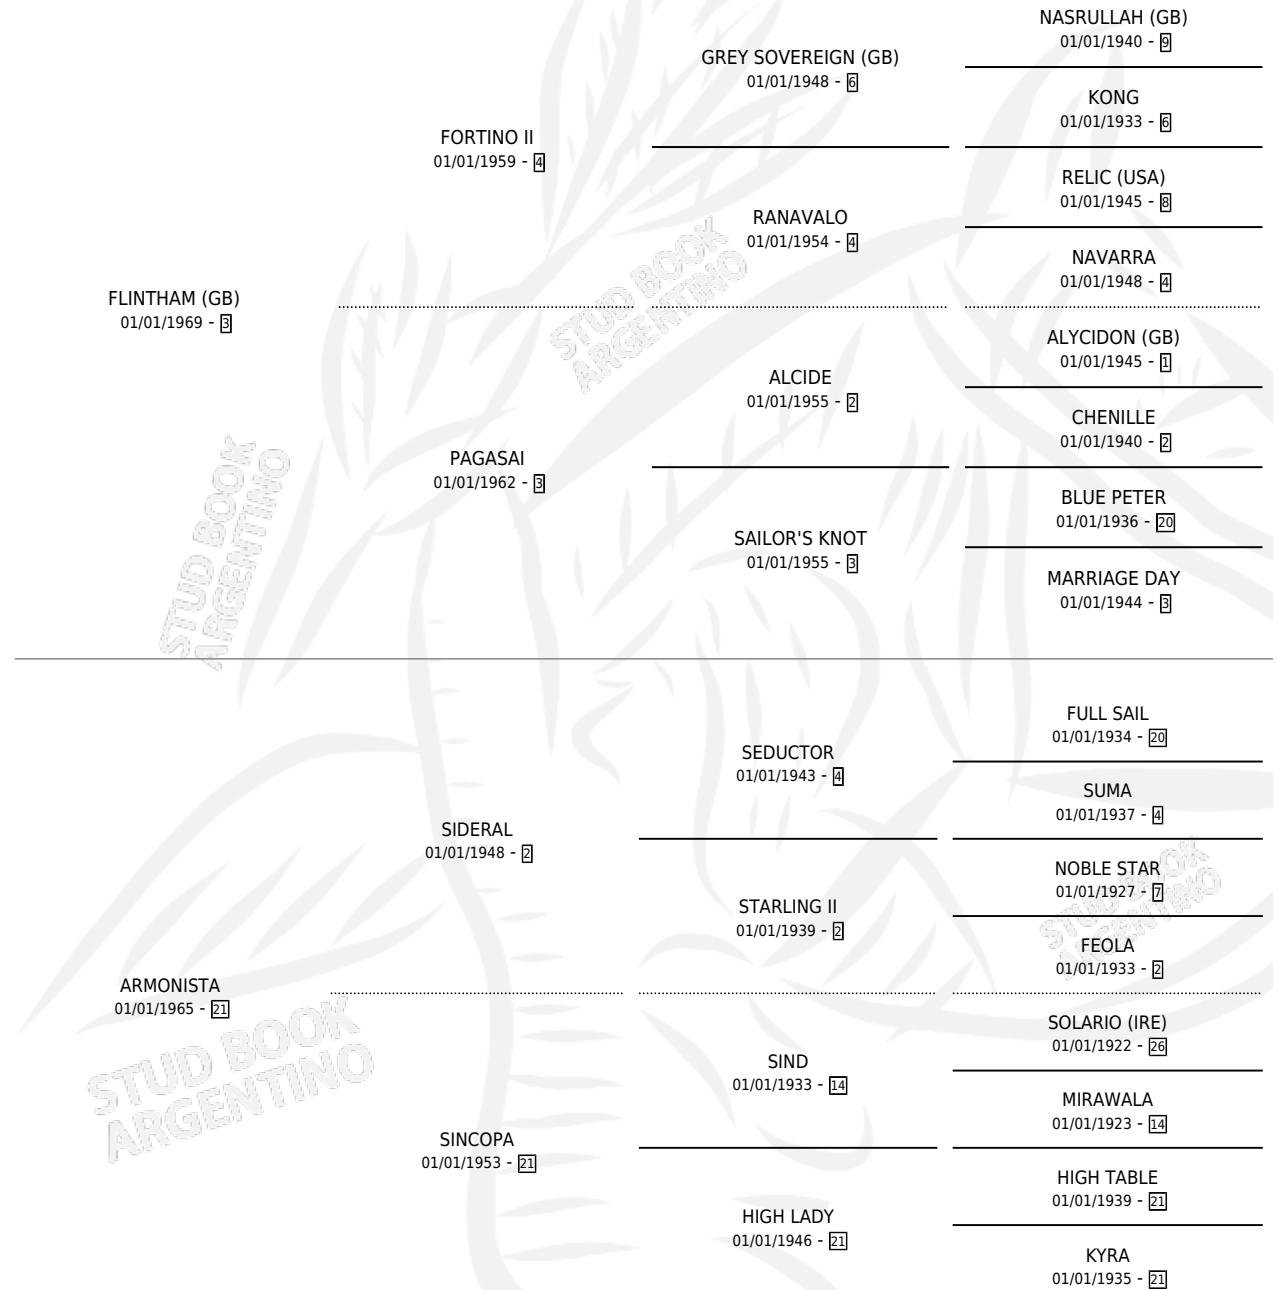 NASRULLAH (GB)
01/01/1940 - 9
GREY SOVEREIGN (GB)
01/01/1948 - 6
KONG
01/01/1933 - 6
FORTINO II
01/01/1959 - 4
RELIC (USA)
01/01/1945 - 8
RANAVALO
01/01/1954 - 4
NAVARRA
01/01/1948 - 4
FLINTHAM (GB)
01/01/1969 - 3
ALYCIDON (GB)
01/01/1945 - 1
ALCIDE
01/01/1955 - 2
CHENILLE
01/01/1940 - 2
PAGASAI
01/01/1962 - 3
BLUE PETER
01/01/1936 - 20
SAILOR'S KNOT
01/01/1955 - 3
MARRIAGE DAY
01/01/1944 - 3
FULL SAIL
01/01/1934 - 20
SEDUCTOR
01/01/1943 - 4
SUMA
01/01/1937 - 4
SIDERAL
01/01/1948 - 2
NOBLE STAR
01/01/1927 - 7
STARLING II
01/01/1939 - 2
FEOLA
01/01/1933 - 2
ARMONISTA
01/01/1965 - 21
SOLARIO (IRE)
01/01/1922 - 26
SIND
01/01/1933 - 14
MIRAWALA
01/01/1923 - 14
SINCOPA
01/01/1953 - 21
HIGH TABLE
01/01/1939 - 21
HIGH LADY
01/01/1946 - 21
KYRA
01/01/1935 - 21
STUD BOOK
ARGENTINO
STUD BOOK
ARGENTINO
STUD BOOK
ARGENTINO
STUD BOOK
ARGENTINO